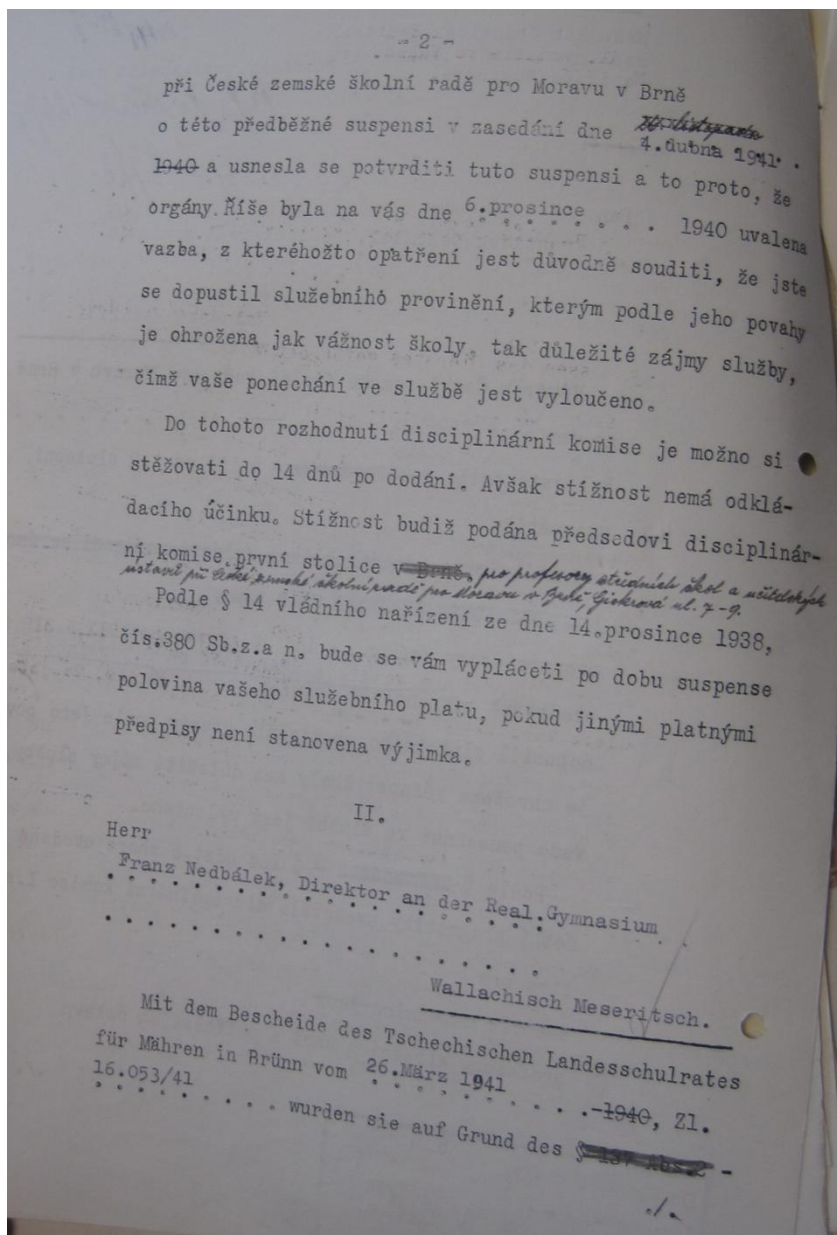 - 2 -
při České zemské školní radě pro Moravu v Brně
o této předběžné suspensi v zasedání dne listopadu
4.dubna 1941.
1940 a usnesla se potvrditi tuto suspensi a to proto, že
orgány Říše byla na vás dne 6.prosince . . . 1940 uvalena
vazba, z kteréhožto opatření jest důvodně souditi, že jste
se dopustil služebního provinění, kterým podle jeho povahy
je ohrožena jak vážnost školy, tak důležité zájmy služby,
čímž vaše ponechání ve službě jest vyloučeno.
Do tohoto rozhodnutí disciplinární komise je možno si
stěžovati do 14 dnů po dodání. Avšak stížnost nemá odklá-
dacího účinku. Stížnost budiž podána předsedovi disciplinár-
ní komise první stolice v Brně, pro profesory středních škol a učitelských
ústavů při České zemské školní radě pro Moravu v Brně, Giskrova ul. 7-9.
Podle § 14 vládního nařízení ze dne 14.prosince 1938,
čís.380 Sb.z.a n. bude se vám vypláceti po dobu suspense
polovina vašeho služebního platu, pokud jinými platnými
předpisy není stanovena výjimka.
II.
Herr
Franz Nedbálek, Direktor an der Real.Gymnasium
Wallachisch Meseritsch.
Mit dem Bescheide des Tschechischen Landesschulrates
für Mähren in Brünn vom 26.März 1941 . . . . -1940, Zl.
16.053/41
. . . . . . . . . wurden sie auf Grund des § 137 Abs.2 -
./.